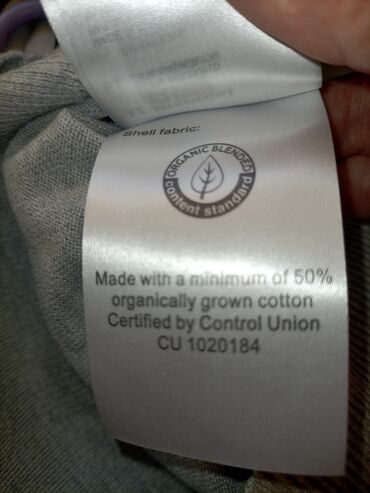 Shell fabric:
ORGANIC BLENDED
content standard
Made with a minimum of 50%
organically grown cotton
Certified by Control Union
CU 1020184